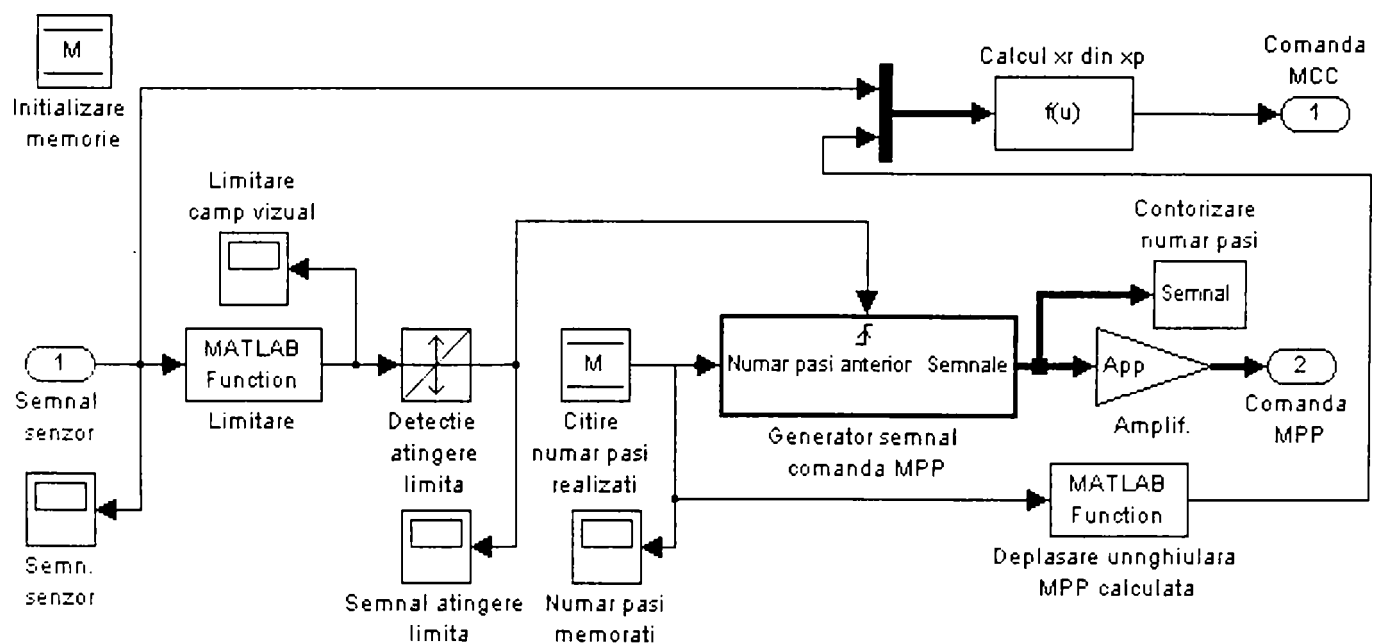 M
Initializare
memorie
Calcul xr din xp
f(u)
Comanda
MCC
1
Limitare
camp vizual
Contorizare
numar pasi
Semnal
1
Semnal
senzor
MATLAB
Function
Limitare
Detectie
atingere
limita
M
Citire
numar pasi
realizati
Numar pasi anterior
Semnale
Generator semnal
comanda MPP
App
Amplif.
2
Comanda
MPP
Semn.
senzor
Semnal atingere
limita
Numar pasi
memorati
MATLAB
Function
Deplasare unnghiulara
MPP calculata